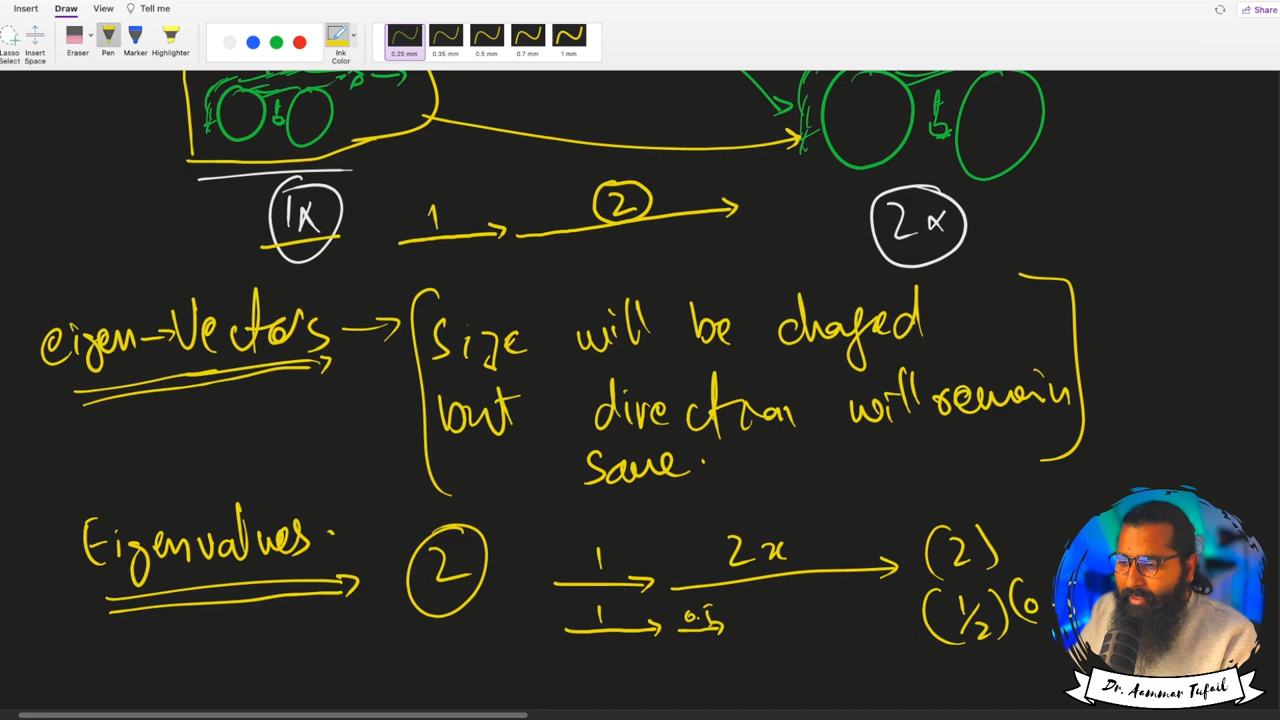 Insert Draw View Tell me
Share
Lasso Select
Insert Space
Eraser
Pen
Marker
Highlighter
Ink Color
0.25 mm
0.35 mm
0.5 mm
0.7 mm
1 mm
b
b
1x
1
2
2x
eigen-Vectors → Size will be chaged
but direction will remain
same.
Eigenvalues.
2
1
2x
(2)
1
0.5
(1/2)(0
Dr. Aammar Tufail